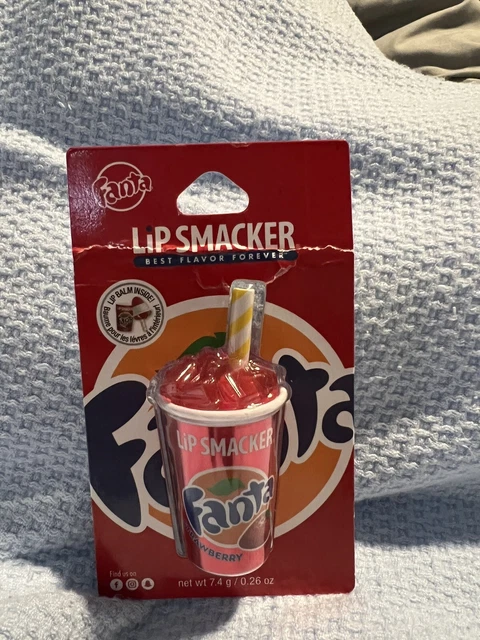 Fanta
LiP SMACKER
BEST FLAVOR FOREVER
LIP BALM INSIDE!
Baume pour les lèvres à l'intérieur!
Fanta
LiP SMACKER
Fanta
AWBERRY
Find us on
net wt 7.4 g / 0.26 oz